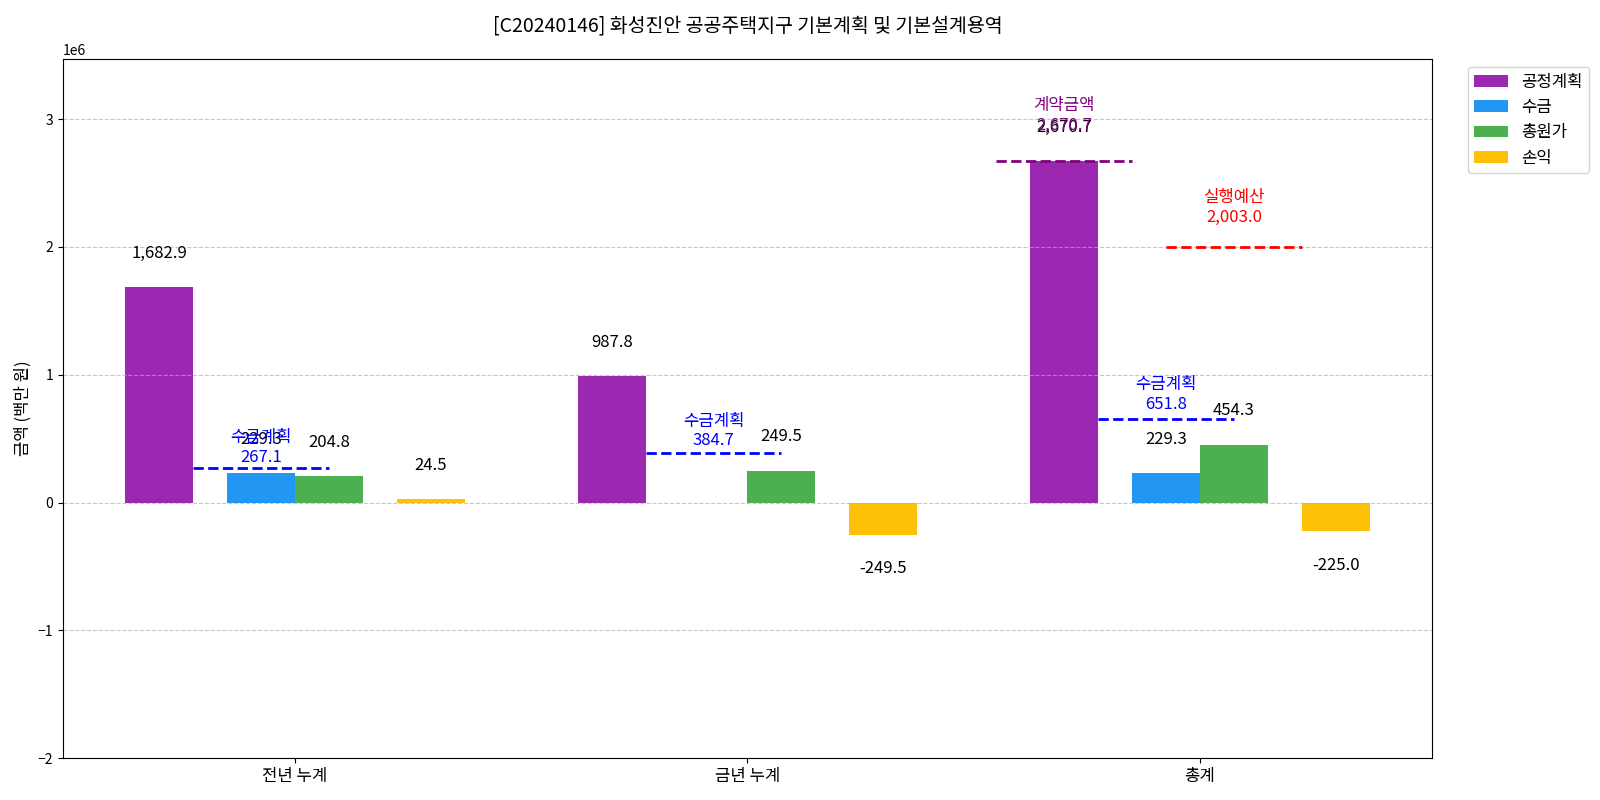 [C20240146] 화성진안 공공주택지구 기본계획 및 기본설계용역
1e6
금액 (백만 원)
3
2
1
0
−1
−2
1,682.9
수금계획
229.3
267.1
204.8
24.5
987.8
수금계획
384.7
249.5
-249.5
계약금액
2,670.7
2,670.7
실행예산
2,003.0
수금계획
651.8
454.3
229.3
-225.0
전년 누계
금년 누계
총계
공정계획
수금
총원가
손익